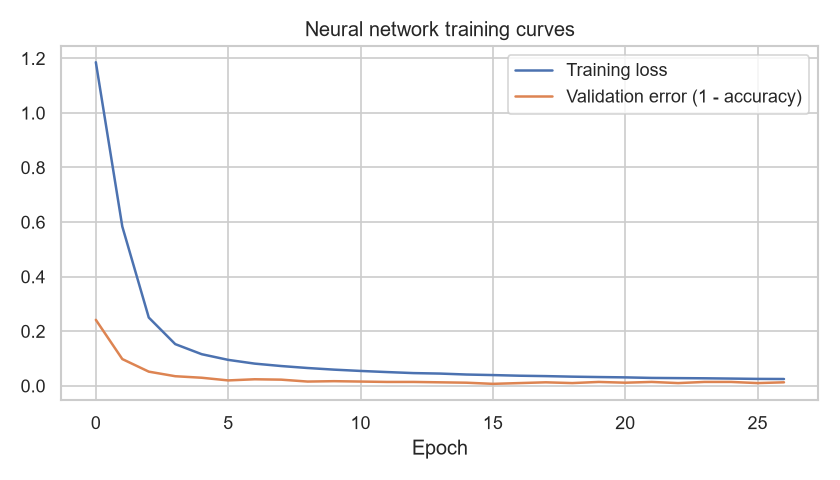 Neural network training curves
Training loss
Validation error (1 - accuracy)
1.2
1.0
0.8
0.6
0.4
0.2
0.0
0 5 10 15 20 25
Epoch